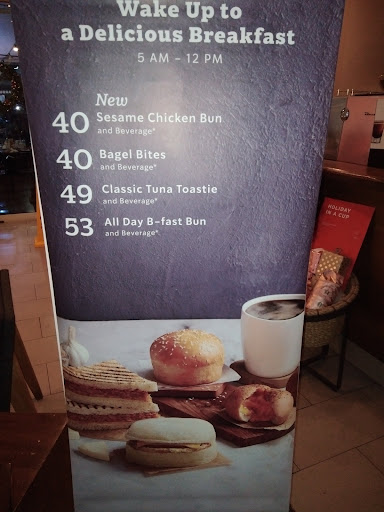 Wake Up to
a Delicious Breakfast
5 AM – 12 PM
New
40 Sesame Chicken Bun
and Beverage*
40 Bagel Bites
and Beverage*
49 Classic Tuna Toastie
and Beverage*
53 All Day B-fast Bun
and Beverage*
HOLIDAY
IN A CUP